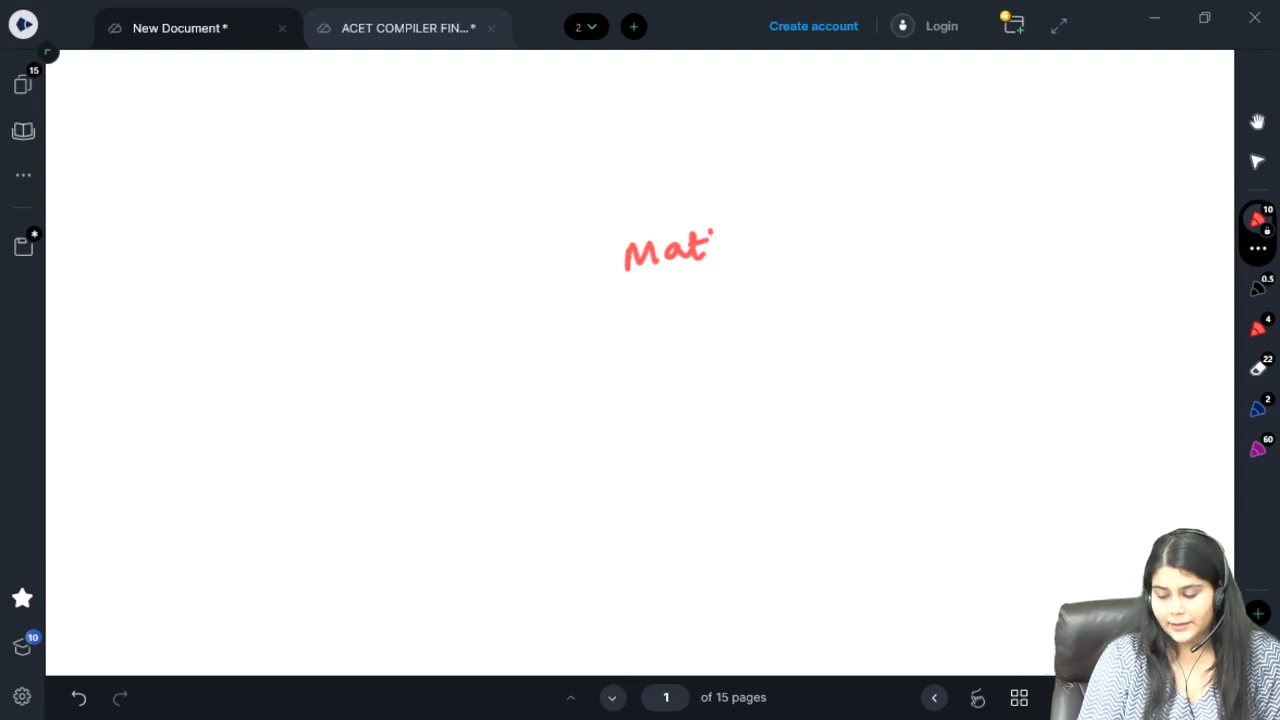 New Document*
ACET COMPILER FIN...*
2
Create account
Login
15
10
0.5
4
22
2
60
Mat
10
1
of 15 pages